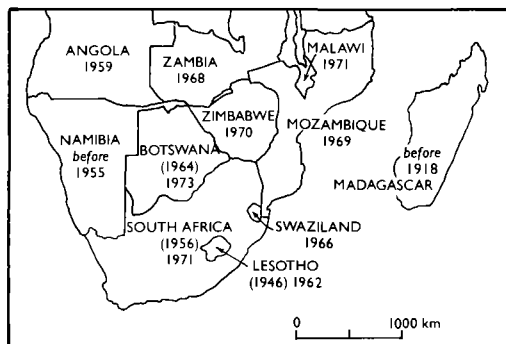 ANGOLA
1959
ZAMBIA
1968
MALAWI
1971
ZIMBABWE
1970
MOZAMBIQUE
1969
NAMIBIA
before
1955
BOTSWANA
(1964)
1973
before
1918
MADAGASCAR
SOUTH AFRICA
(1956)
1971
SWAZILAND
1966
LESOTHO
(1946) 1962
0 1000 km